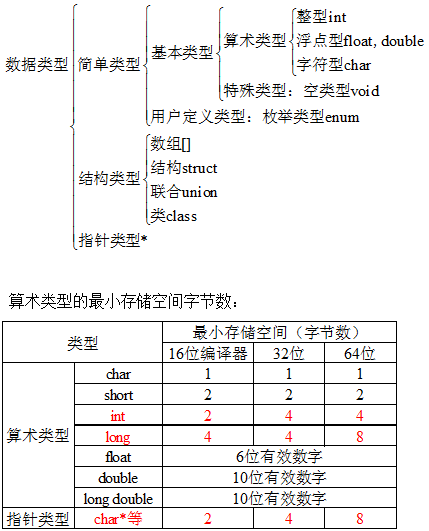 整型int
算术类型 浮点型float, double
基本类型
字符型char
简单类型
特殊类型：空类型void
数据类型
用户定义类型：枚举类型enum
数组[]
结构struct
结构类型
联合union
类class
指针类型*
算术类型的最小存储空间字节数：
类型 最小存储空间（字节数）
16位编译器 32位 64位
算术类型 char 1 1 1
short 2 2 2
int 2 4 4
long 4 4 8
float 6位有效数字
double 10位有效数字
long double 10位有效数字
指针类型 char*等 2 4 8